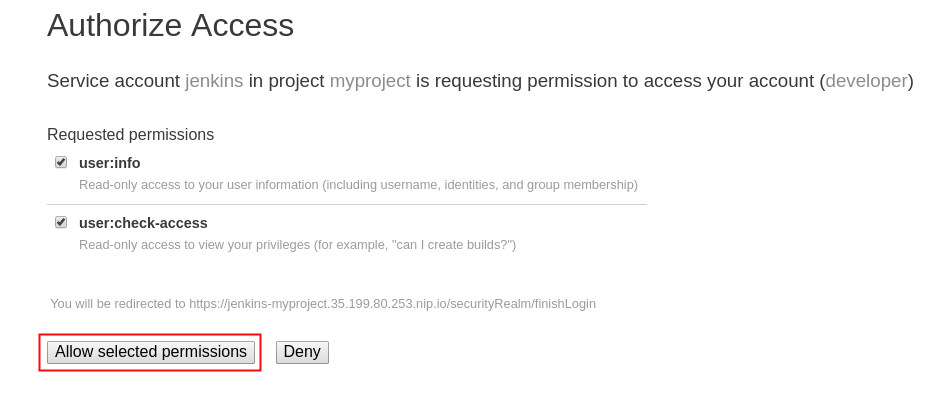 Authorize Access
Service account jenkins in project myproject is requesting permission to access your account (developer)
Requested permissions
user:info
Read-only access to your user information (including username, identities, and group membership)
user:check-access
Read-only access to view your privileges (for example, "can I create builds?")
You will be redirected to https://jenkins-myproject.35.199.80.253.nip.io/securityRealm/finishLogin
Allow selected permissions Deny